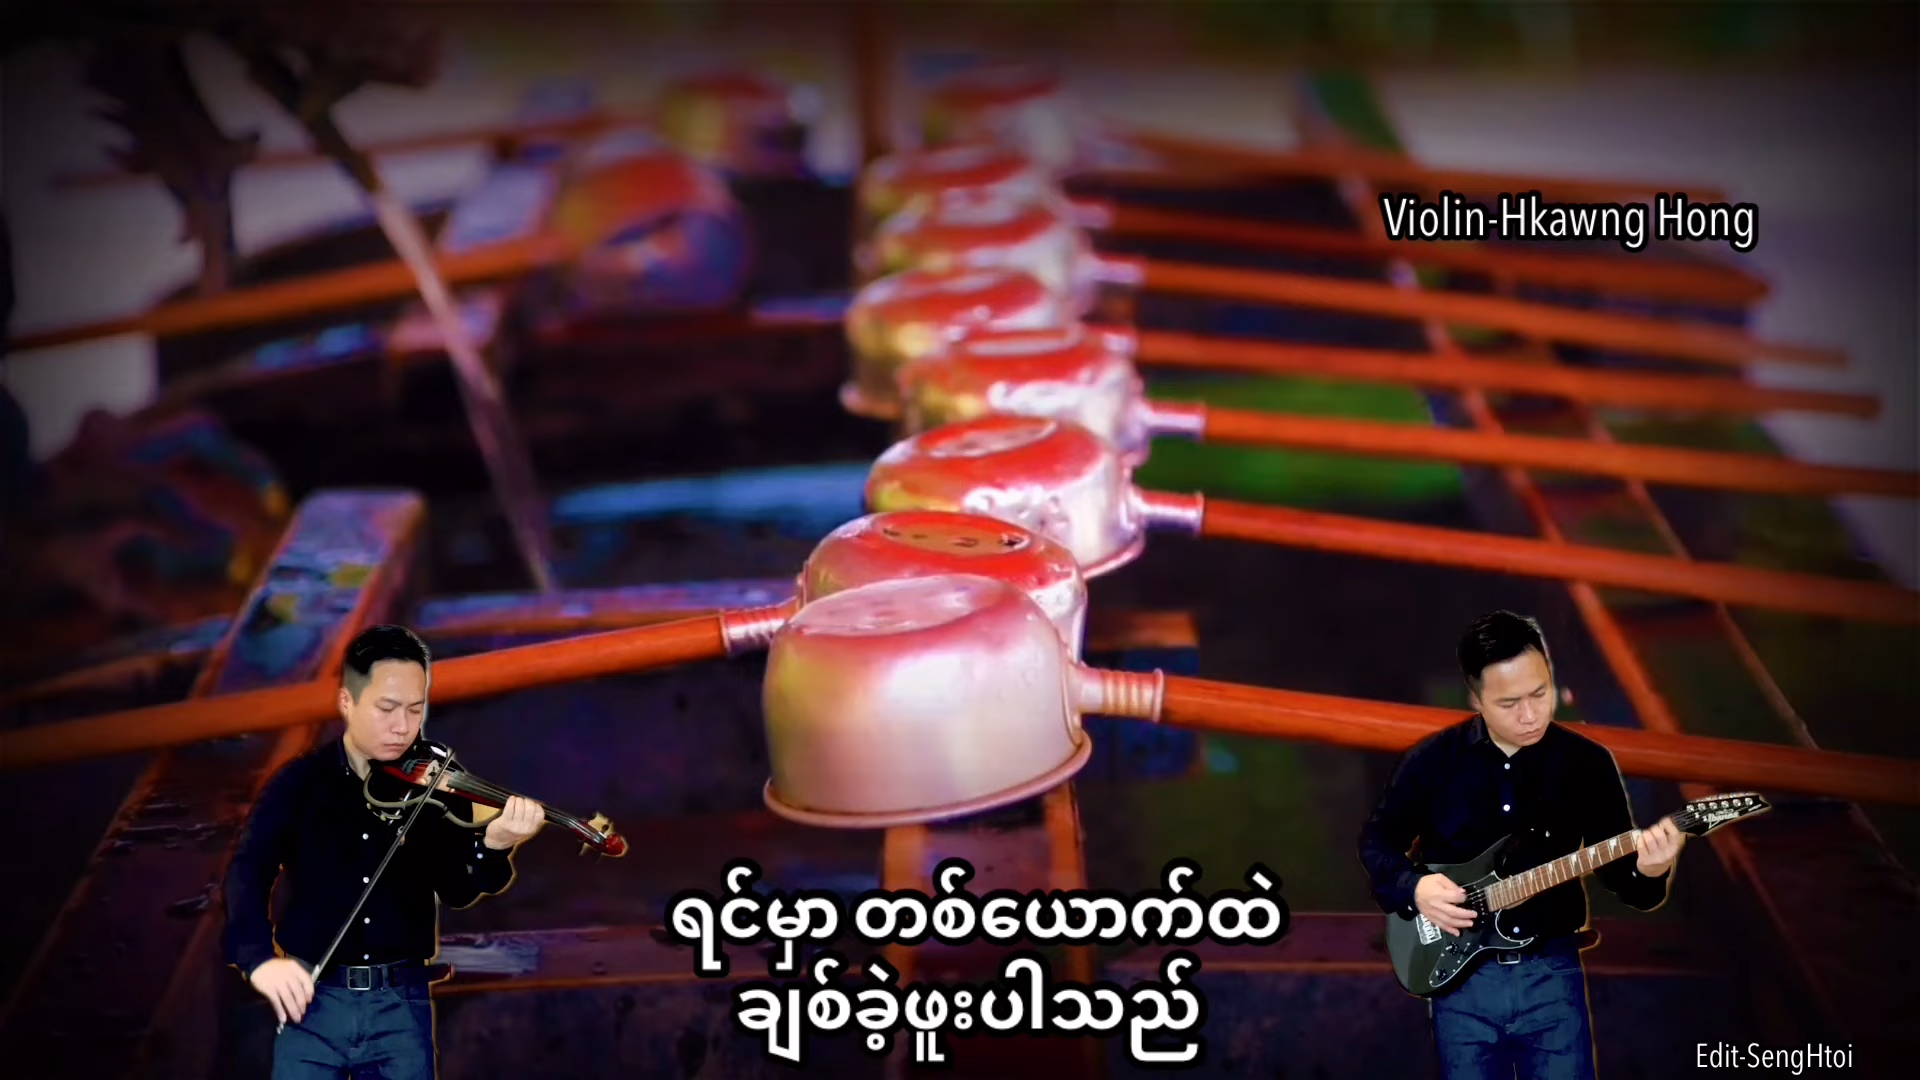 Violin-Hkawng Hong
ရင်မှာ တစ်ယောက်ထဲ
ချစ်ခဲ့ဖူးပါသည်
Ibanez
Edit-SengHtoi